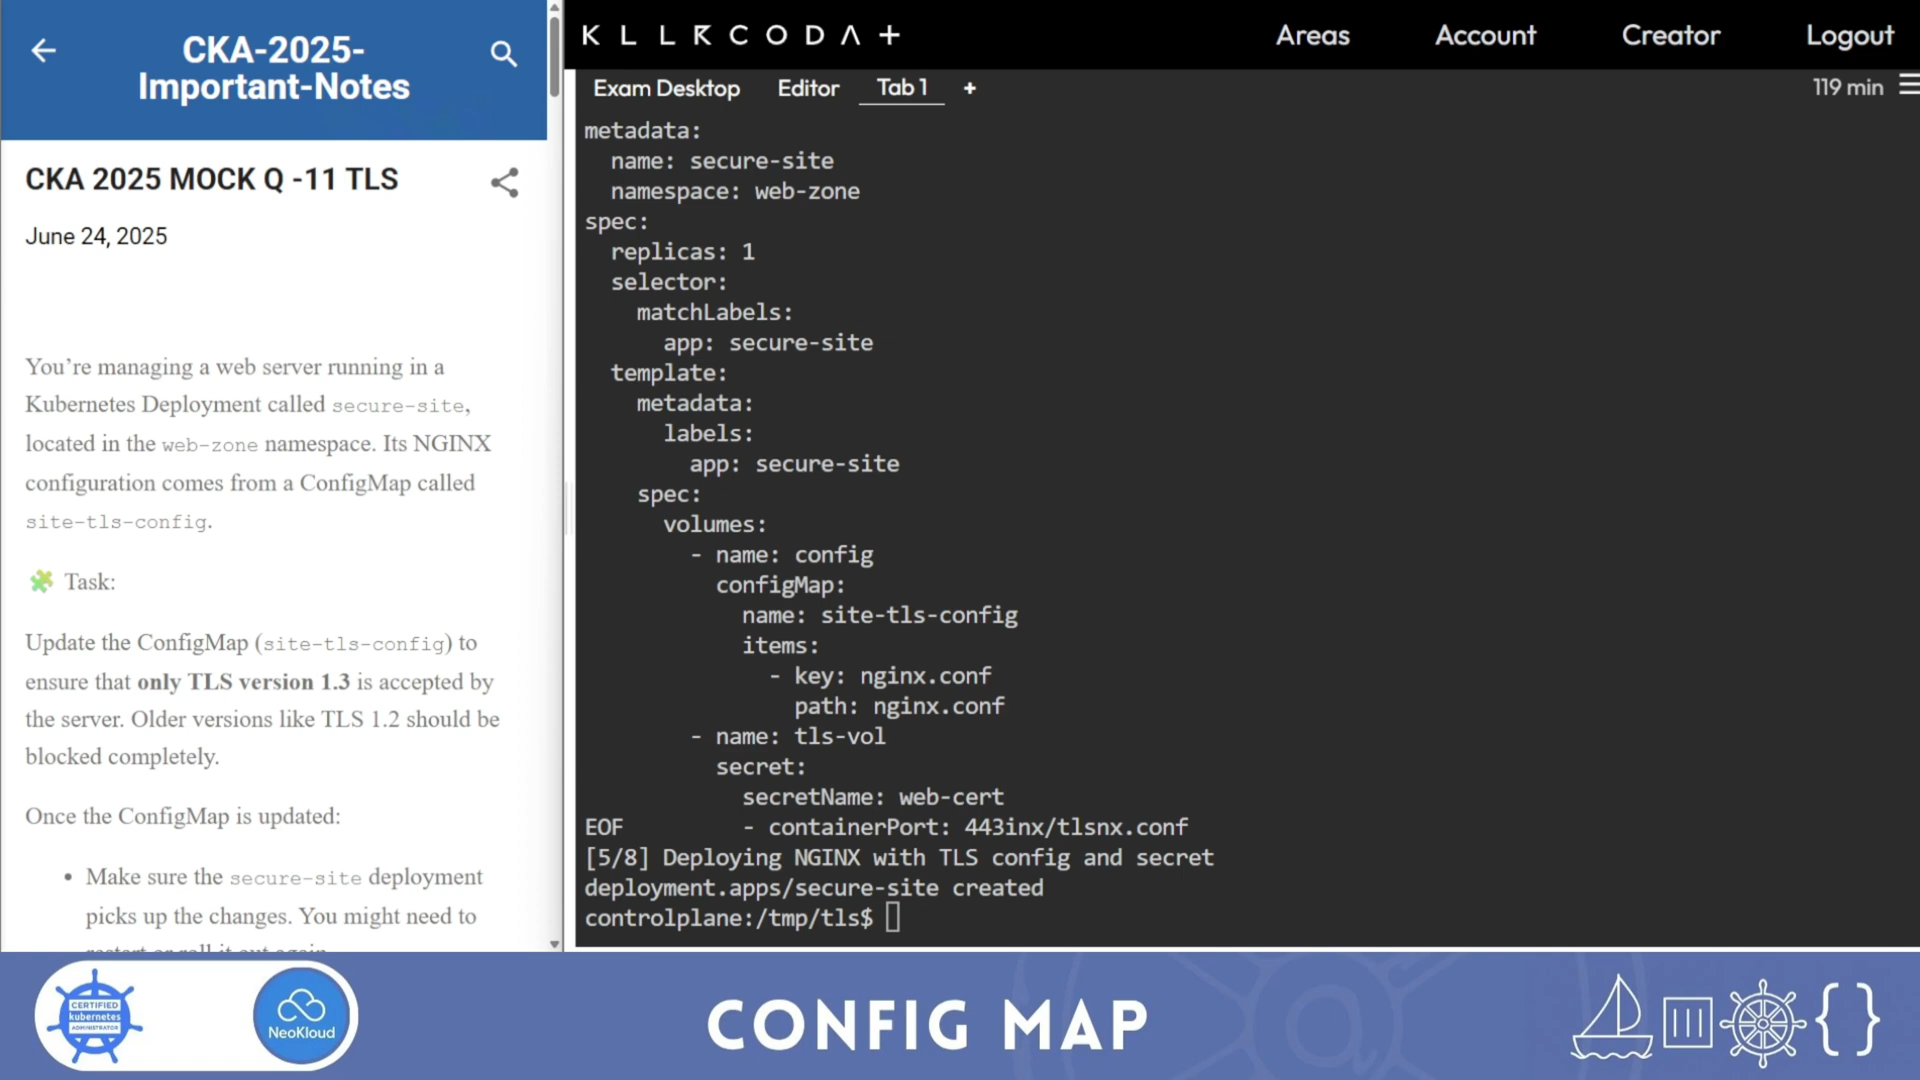 CKA-2025-
Important-Notes
CKA 2025 MOCK Q -11 TLS
June 24, 2025
You’re managing a web server running in a
Kubernetes Deployment called secure-site,
located in the web-zone namespace. Its NGINX
configuration comes from a ConfigMap called
site-tls-config.
Task:
Update the ConfigMap (site-tls-config) to
ensure that only TLS version 1.3 is accepted by
the server. Older versions like TLS 1.2 should be
blocked completely.
Once the ConfigMap is updated:
• Make sure the secure-site deployment
picks up the changes. You might need to
restart or roll it out again
KLLRCODA+
Areas
Account
Creator
Logout
Exam Desktop
Editor
Tab 1
+
119 min
metadata:
  name: secure-site
  namespace: web-zone
spec:
  replicas: 1
  selector:
    matchLabels:
      app: secure-site
  template:
    metadata:
      labels:
        app: secure-site
    spec:
      volumes:
        - name: config
          configMap:
            name: site-tls-config
            items:
              - key: nginx.conf
                path: nginx.conf
        - name: tls-vol
          secret:
            secretName: web-cert
EOF         - containerPort: 443inx/tlsnx.conf
[5/8] Deploying NGINX with TLS config and secret
deployment.apps/secure-site created
controlplane:/tmp/tls$
CERTIFIED
kubernetes
ADMINISTRATOR
NeoKloud
CONFIG MAP